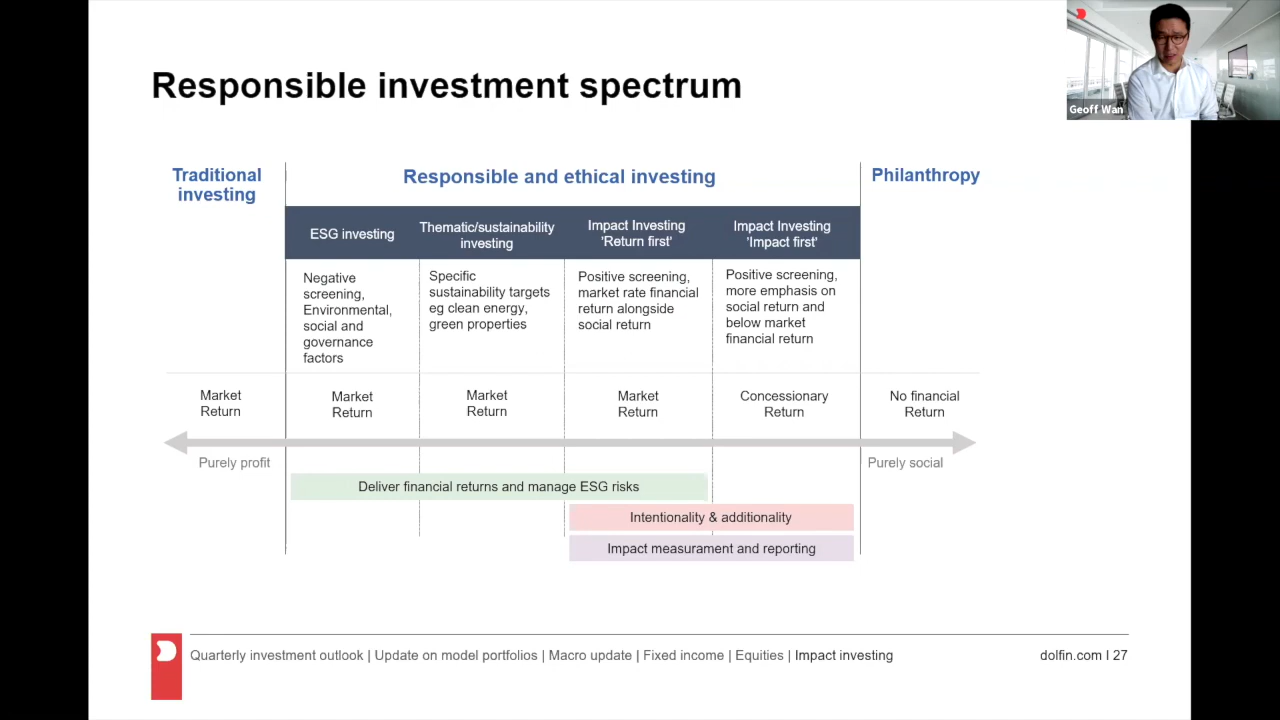 Responsible investment spectrum
Geoff Wan
Traditional
investing
Responsible and ethical investing
Philanthropy
ESG investing
Thematic/sustainability
investing
Impact Investing
'Return first'
Impact Investing
'Impact first'
Negative
screening,
Environmental,
social and
governance
factors
Specific
sustainability targets
eg clean energy,
green properties
Positive screening,
market rate financial
return alongside
social return
Positive screening,
more emphasis on
social return and
below market
financial return
Market
Return
Market
Return
Market
Return
Market
Return
Concessionary
Return
No financial
Return
Purely profit
Purely social
Deliver financial returns and manage ESG risks
Intentionality & additionality
Impact measurament and reporting
Quarterly investment outlook | Update on model portfolios | Macro update | Fixed income | Equities | Impact investing
dolfin.com I 27